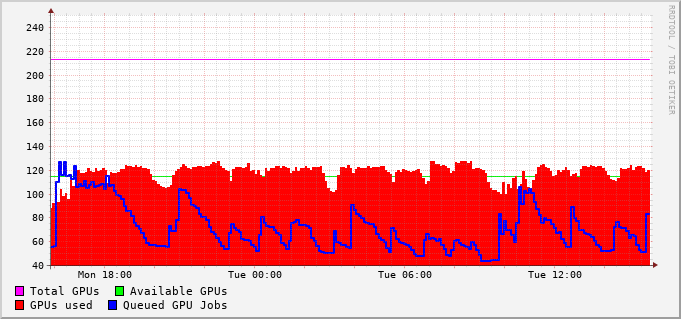 240
220
200
180
160
140
120
100
80
60
40
Mon 18:00 Tue 00:00 Tue 06:00 Tue 12:00
Total GPUs Available GPUs
GPUs used Queued GPU Jobs
RRDTOOL / TOBI OETIKER